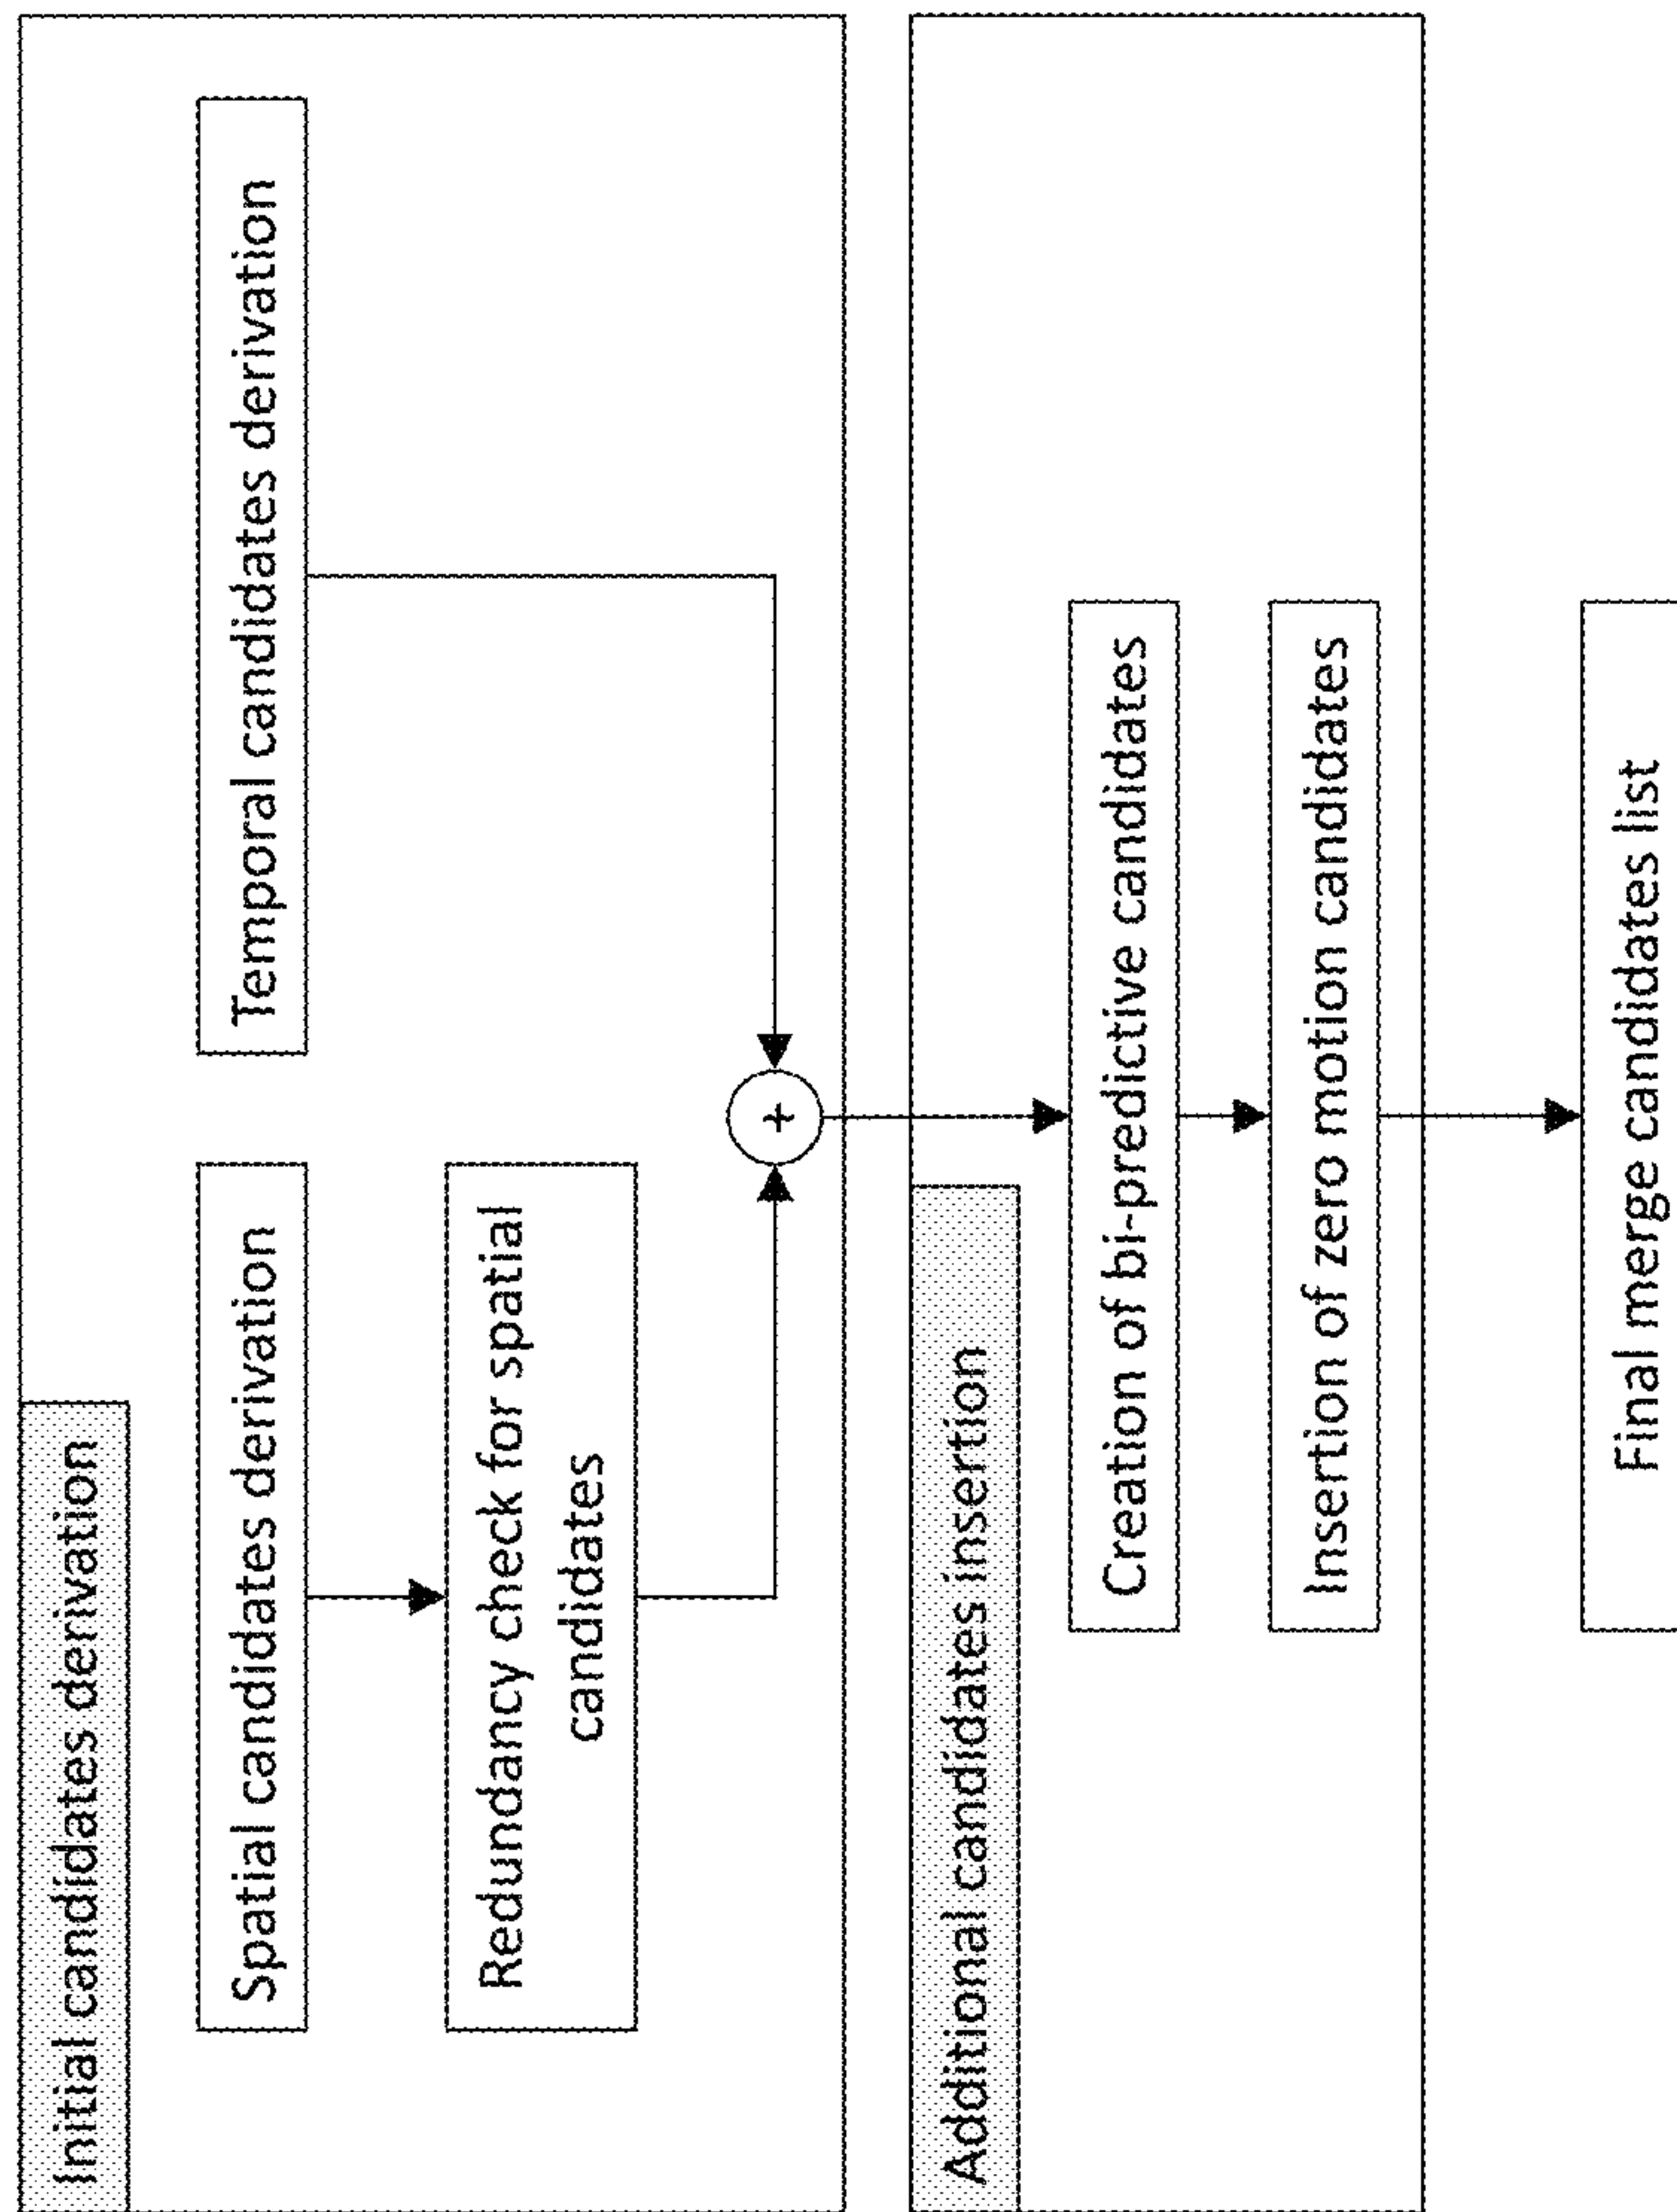 Initial candidates derivation
Spatial candidates derivation
Temporal candidates derivation
Redundancy check for spatial
candidates
+
Additional candidates insertion
Creation of bi-predictive candidates
Insertion of zero motion candidates
Final merge candidates list